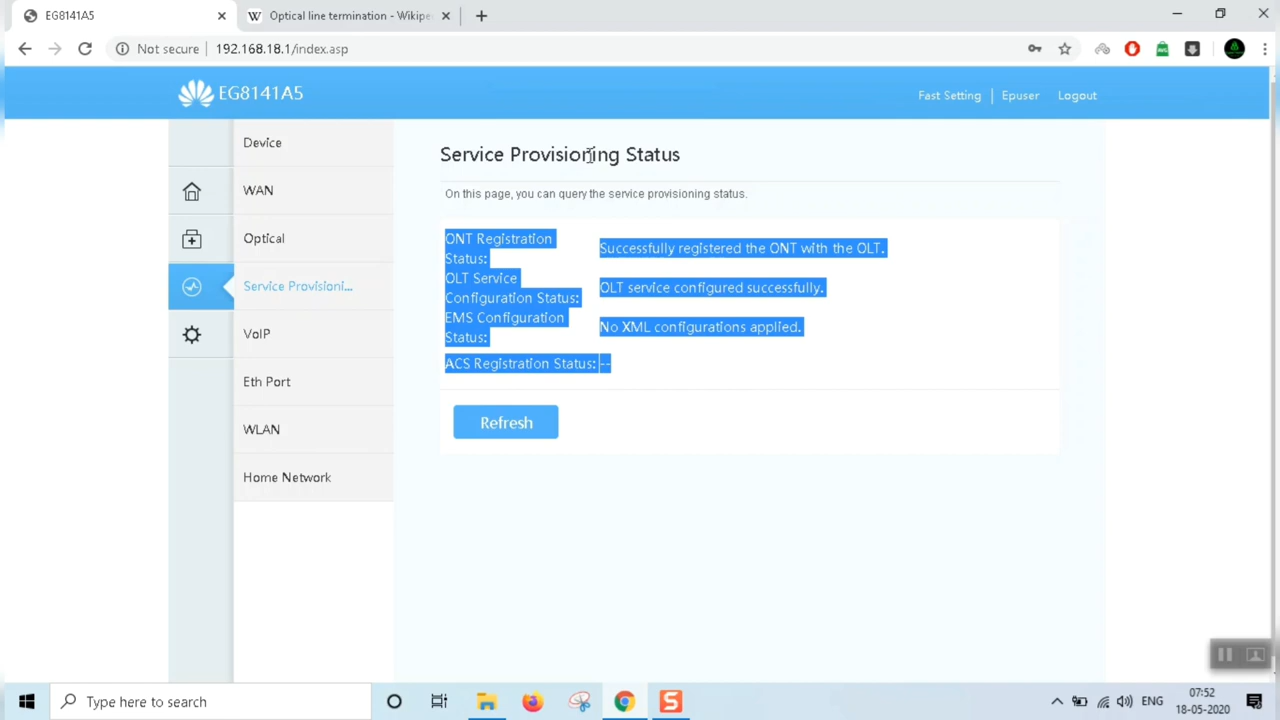 EG8141A5
Optical line termination - Wikipe
Not secure
192.168.18.1/index.asp
EG8141A5
Fast Setting
Epuser
Logout
Device
WAN
Optical
Service Provisioni...
VoIP
Eth Port
WLAN
Home Network
Service Provisioning Status
On this page, you can query the service provisioning status.
ONT Registration
Status:
Successfully registered the ONT with the OLT.
OLT Service
Configuration Status:
OLT service configured successfully.
EMS Configuration
Status:
No XML configurations applied.
ACS Registration Status: --
Refresh
Type here to search
ENG
07:52
18-05-2020